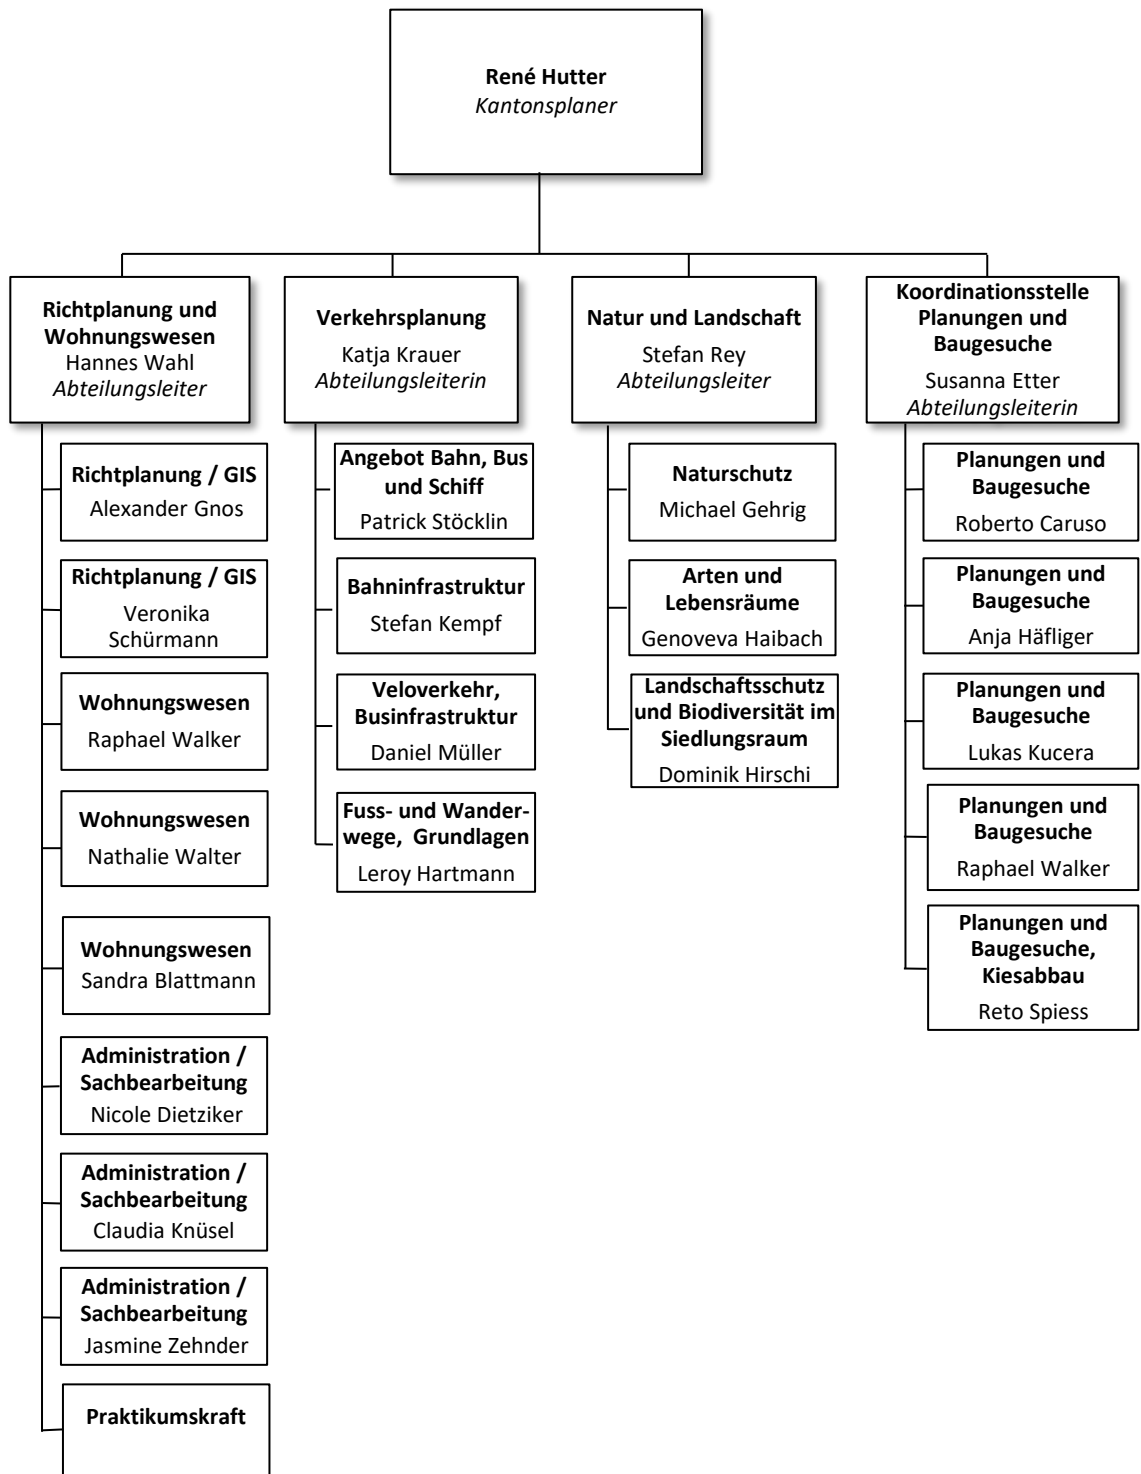 René Hutter
Kantonsplaner
Richtplanung und
Wohnungswesen
Hannes Wahl
Abteilungsleiter
Richtplanung / GIS
Alexander Gnos
Richtplanung / GIS
Veronika
Schürmann
Wohnungswesen
Raphael Walker
Wohnungswesen
Nathalie Walter
Wohnungswesen
Sandra Blattmann
Administration /
Sachbearbeitung
Nicole Dietziker
Administration /
Sachbearbeitung
Claudia Knüsel
Administration /
Sachbearbeitung
Jasmine Zehnder
Praktikumskraft
Verkehrsplanung
Katja Krauer
Abteilungsleiterin
Angebot Bahn, Bus
und Schiff
Patrick Stöcklin
Bahninfrastruktur
Stefan Kempf
Veloverkehr,
Businfrastruktur
Daniel Müller
Fuss- und Wander-
wege, Grundlagen
Leroy Hartmann
Natur und Landschaft
Stefan Rey
Abteilungsleiter
Naturschutz
Michael Gehrig
Arten und
Lebensräume
Genoveva Haibach
Landschaftsschutz
und Biodiversität im
Siedlungsraum
Dominik Hirschi
Koordinationsstelle
Planungen und
Baugesuche
Susanna Etter
Abteilungsleiterin
Planungen und
Baugesuche
Roberto Caruso
Planungen und
Baugesuche
Anja Häfliger
Planungen und
Baugesuche
Lukas Kucera
Planungen und
Baugesuche
Raphael Walker
Planungen und
Baugesuche,
Kiesabbau
Reto Spiess